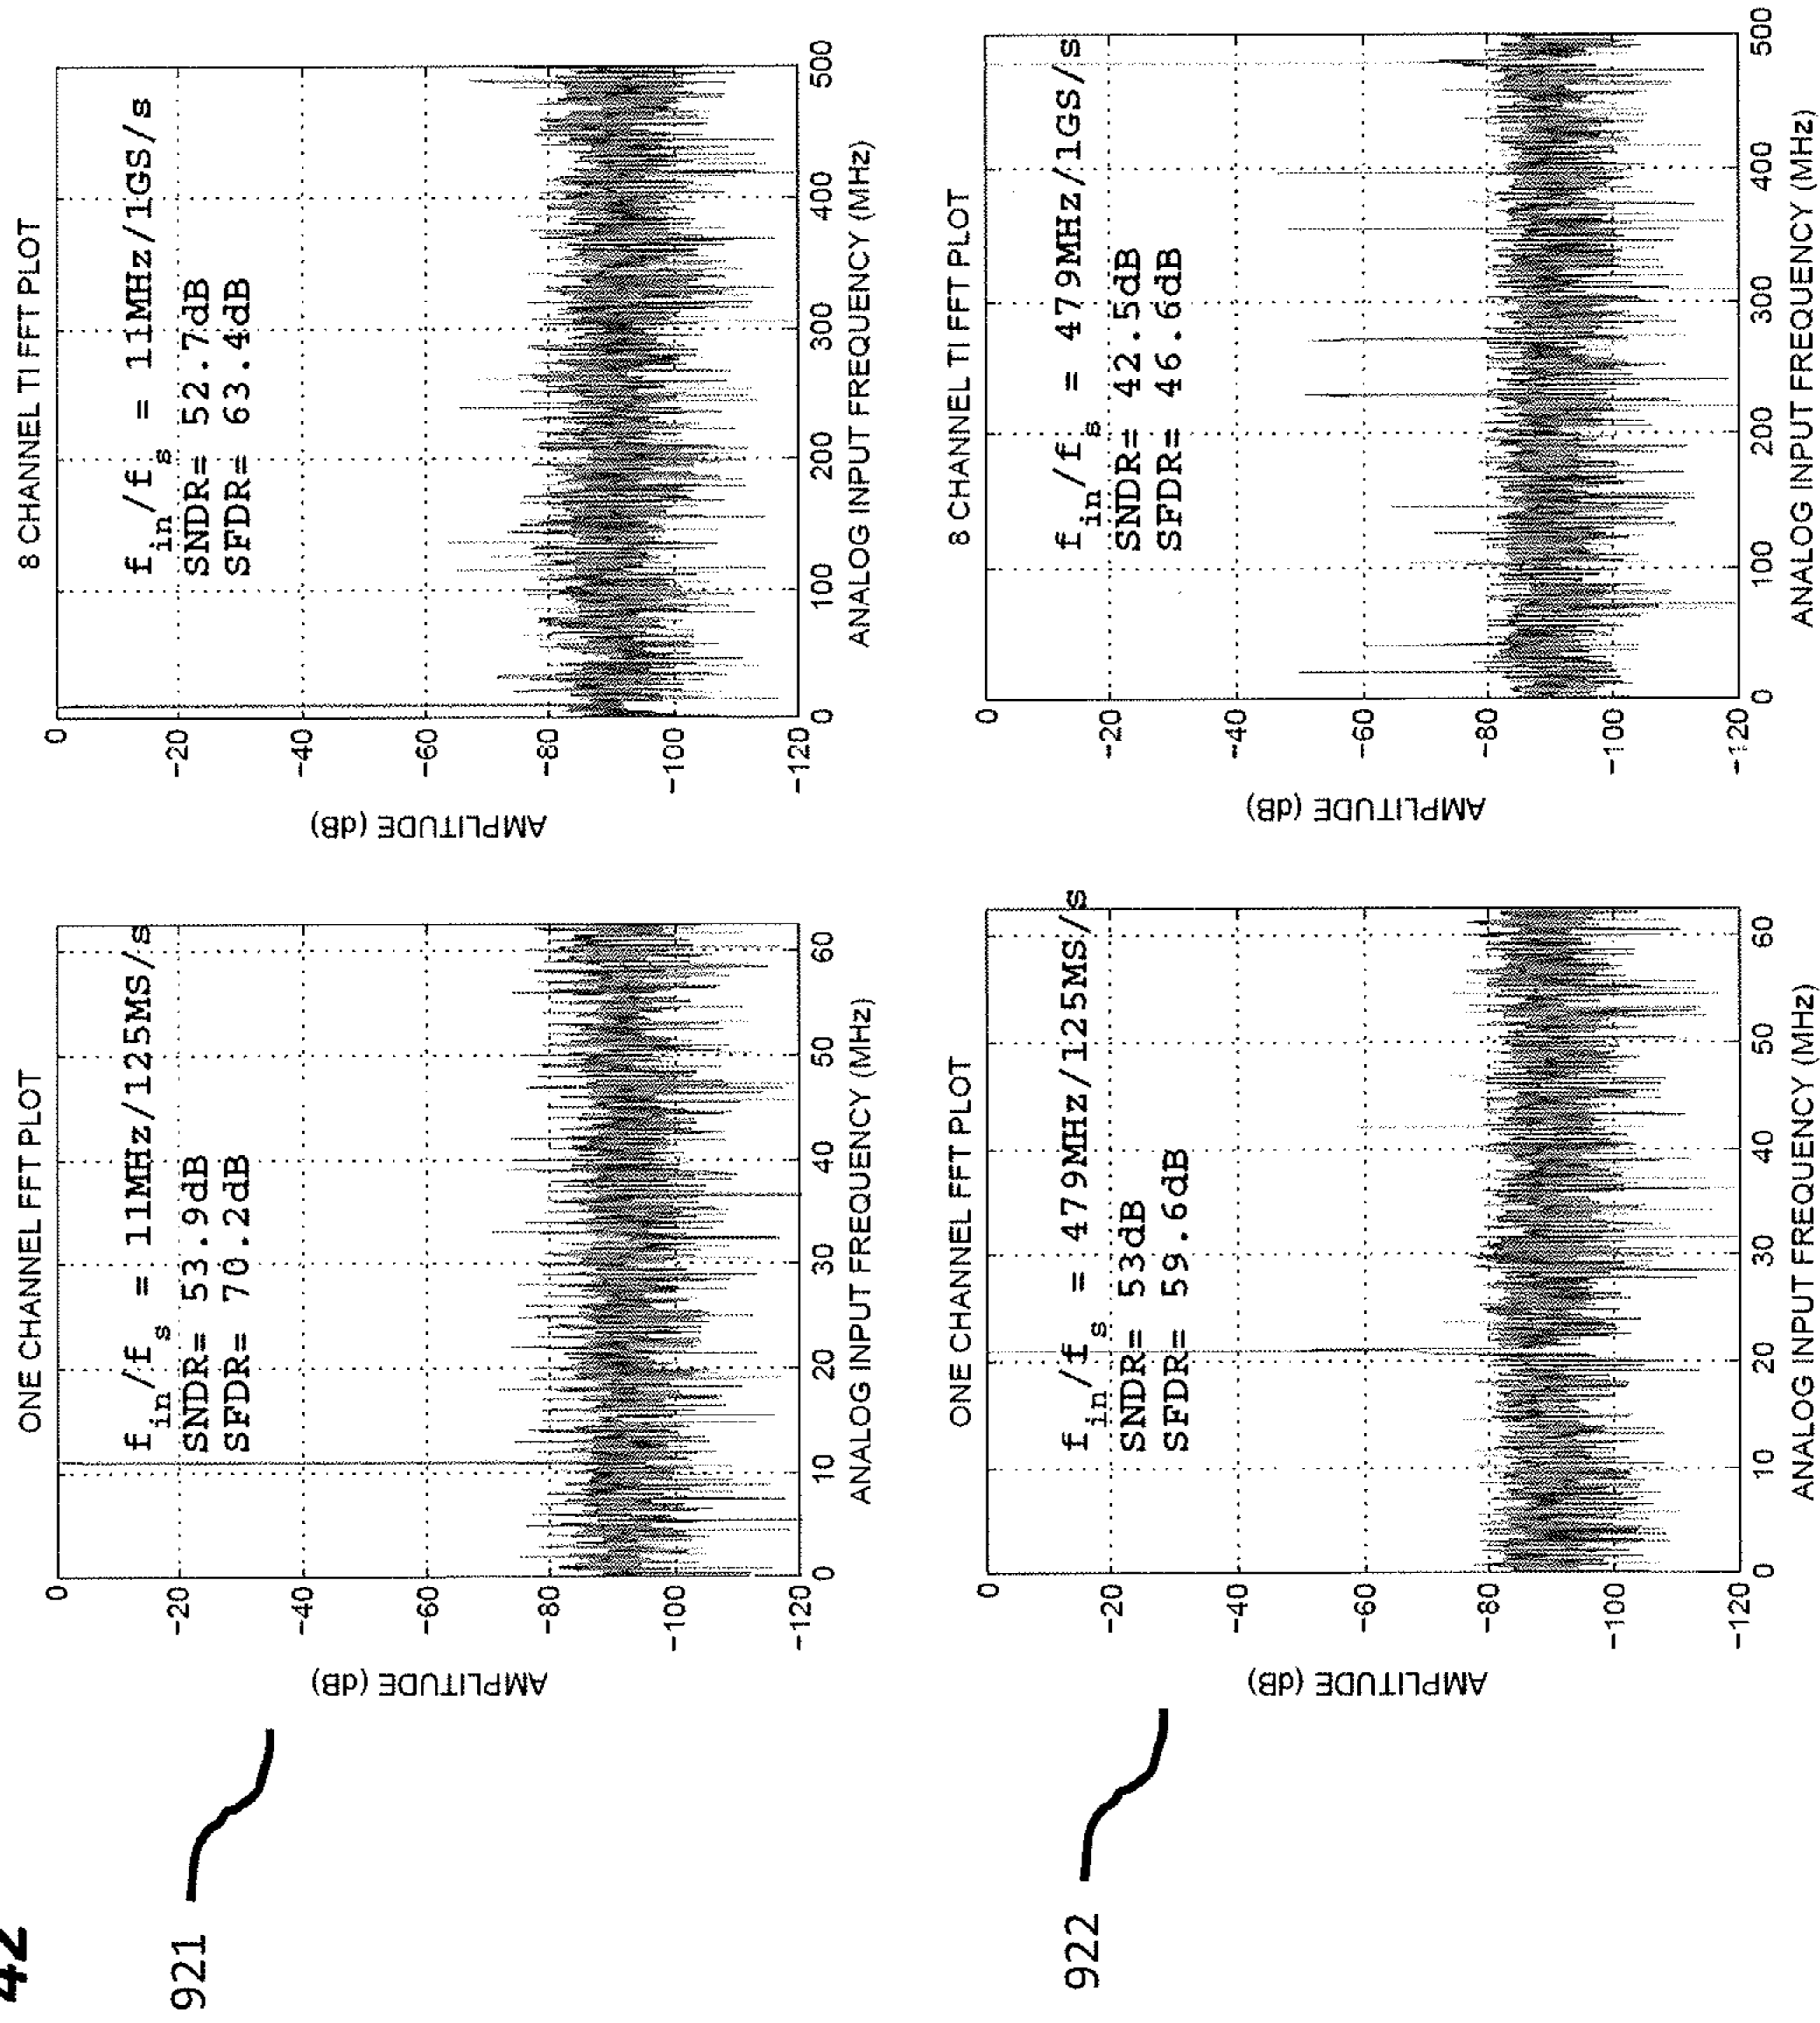 42
921
ONE CHANNEL FFT PLOT
f_in/f_s = 11MHz/125MS/s
SNDR= 53.9dB
SFDR= 70.2dB
0
-20
-40
-60
-80
-100
-120
AMPLITUDE (dB)
0 10 20 30 40 50 60
ANALOG INPUT FREQUENCY (MHz)
8 CHANNEL TI FFT PLOT
f_in/f_s = 11MHz/1GS/s
SNDR= 52.7dB
SFDR= 63.4dB
0
-20
-40
-60
-80
-100
-120
AMPLITUDE (dB)
0 100 200 300 400 500
ANALOG INPUT FREQUENCY (MHz)
922
ONE CHANNEL FFT PLOT
f_in/f_s = 479MHz/125MS/s
SNDR= 53dB
SFDR= 59.6dB
0
-20
-40
-60
-80
-100
-120
AMPLITUDE (dB)
0 10 20 30 40 50 60
ANALOG INPUT FREQUENCY (MHz)
8 CHANNEL TI FFT PLOT
f_in/f_s = 479MHz/1GS/s
SNDR= 42.5dB
SFDR= 46.6dB
0
-20
-40
-60
-80
-100
-120
AMPLITUDE (dB)
0 100 200 300 400 500
ANALOG INPUT FREQUENCY (MHz)